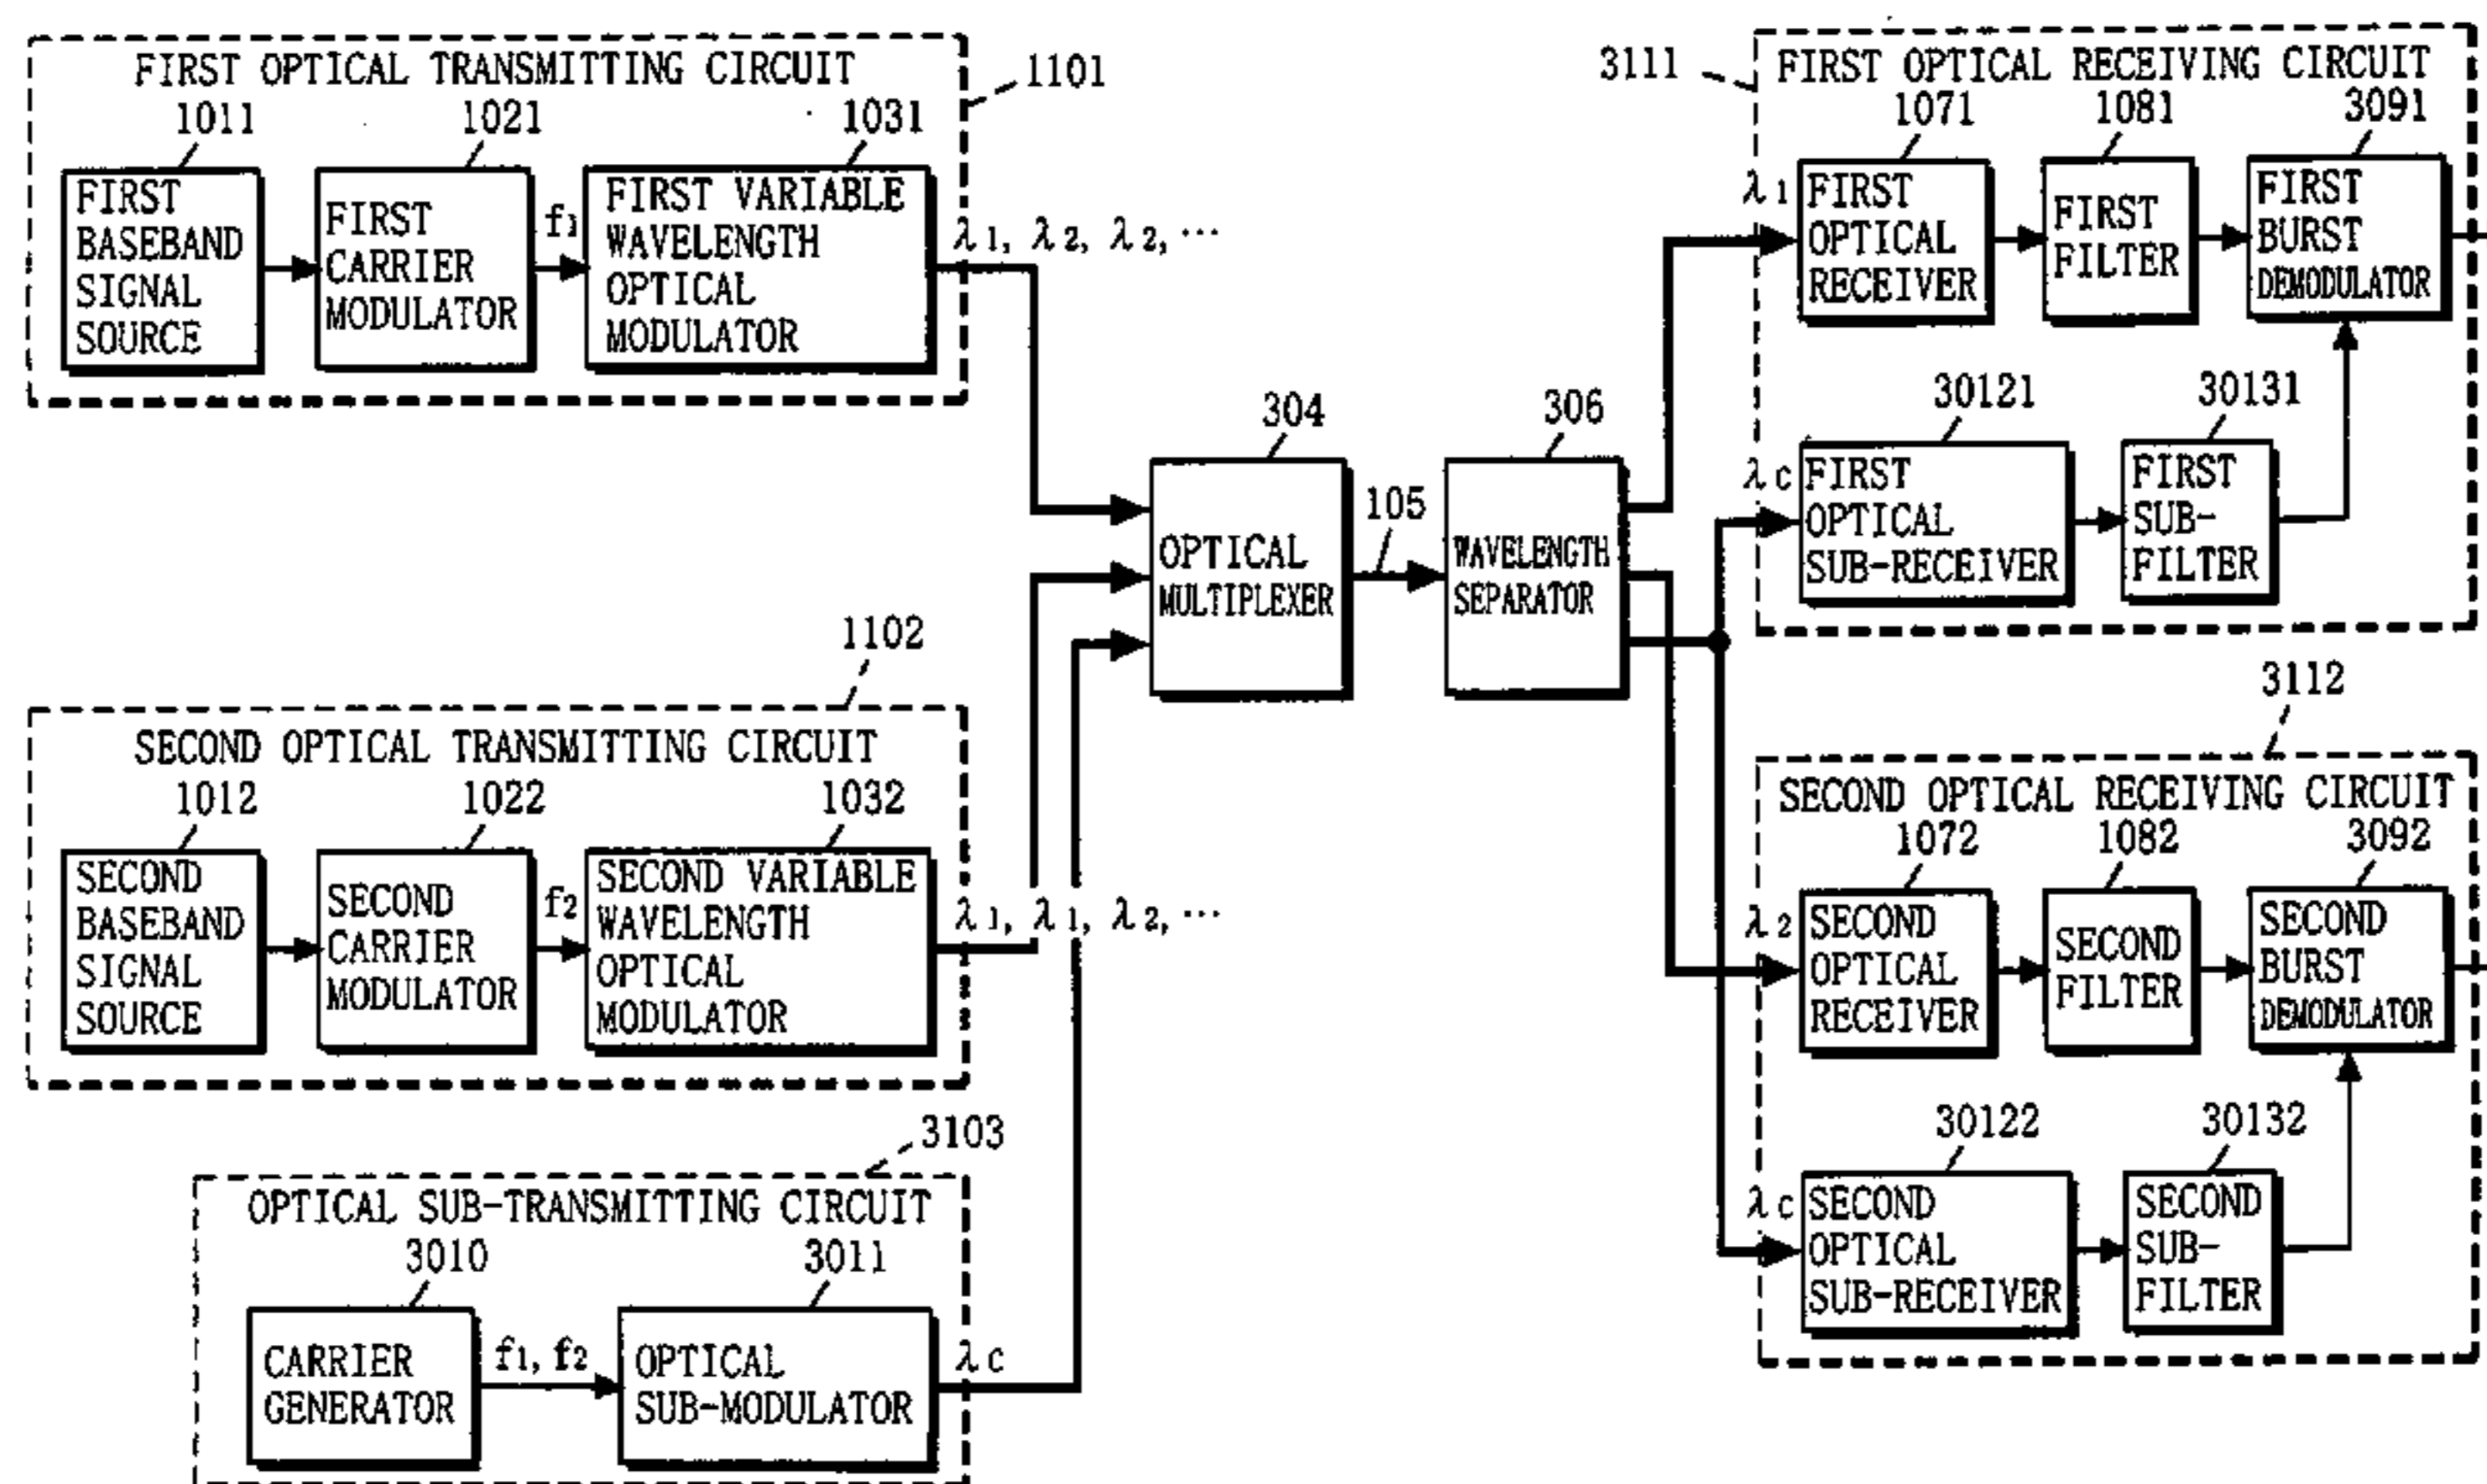 FIRST OPTICAL TRANSMITTING CIRCUIT
1101
1011
1021
1031
FIRST
BASEBAND
SIGNAL
SOURCE
FIRST
CARRIER
MODULATOR
f1
FIRST VARIABLE
WAVELENGTH
OPTICAL
MODULATOR
λ1, λ2, λ2, ···
1102
SECOND OPTICAL TRANSMITTING CIRCUIT
1012
1022
1032
SECOND
BASEBAND
SIGNAL
SOURCE
SECOND
CARRIER
MODULATOR
f2
SECOND VARIABLE
WAVELENGTH
OPTICAL
MODULATOR
λ1, λ1, λ2, ···
3103
OPTICAL SUB-TRANSMITTING CIRCUIT
3010
3011
CARRIER
GENERATOR
f1, f2
OPTICAL
SUB-MODULATOR
λc
304
OPTICAL
MULTIPLEXER
105
306
WAVELENGTH
SEPARATOR
3111
FIRST OPTICAL RECEIVING CIRCUIT
1071
1081
3091
λ1
FIRST
OPTICAL
RECEIVER
FIRST
FILTER
FIRST
BURST
DEMODULATOR
30121
30131
λc
FIRST
OPTICAL
SUB-RECEIVER
FIRST
SUB-
FILTER
3112
SECOND OPTICAL RECEIVING CIRCUIT
1072
1082
3092
λ2
SECOND
OPTICAL
RECEIVER
SECOND
FILTER
SECOND
BURST
DEMODULATOR
30122
30132
λc
SECOND
OPTICAL
SUB-RECEIVER
SECOND
SUB-
FILTER